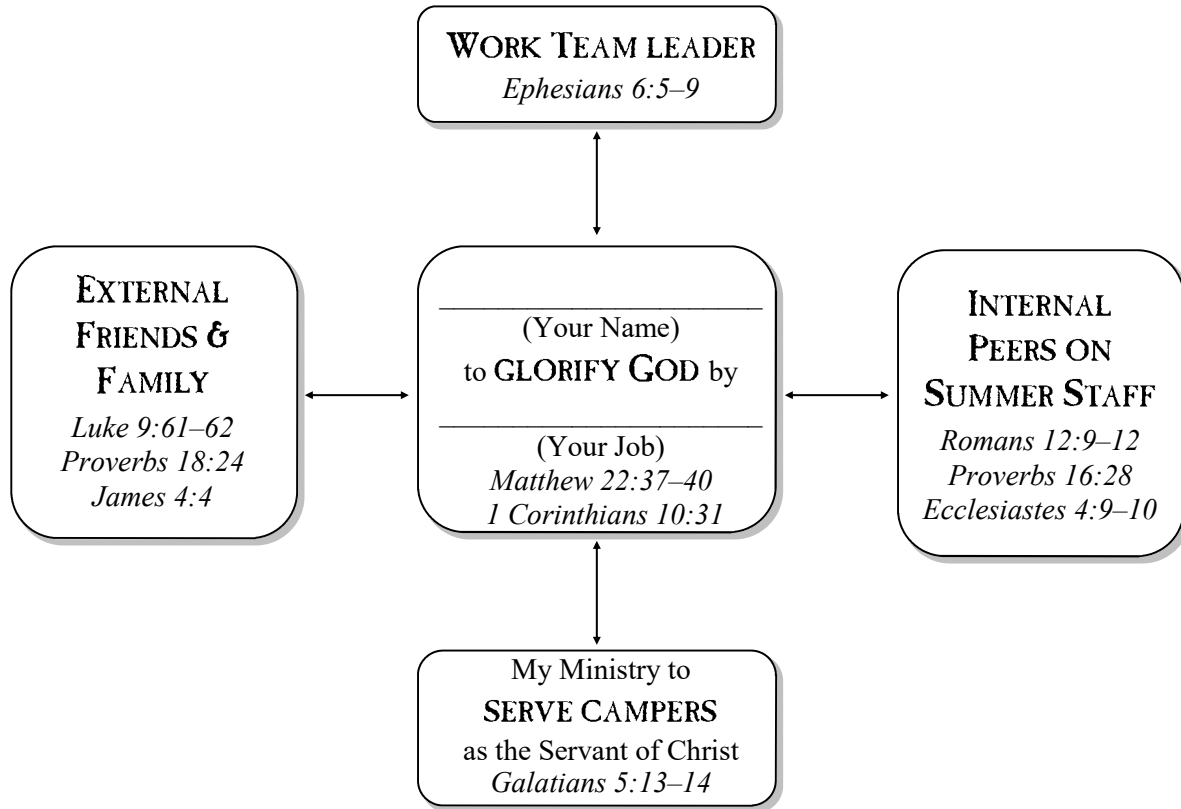 WORK TEAM LEADER
Ephesians 6:5–9
EXTERNAL
FRIENDS &
FAMILY
Luke 9:61–62
Proverbs 18:24
James 4:4
_______________________
(Your Name)
to GLORIFY GOD by
_______________________
(Your Job)
Matthew 22:37–40
1 Corinthians 10:31
INTERNAL
PEERS ON
SUMMER STAFF
Romans 12:9–12
Proverbs 16:28
Ecclesiastes 4:9–10
My Ministry to
SERVE CAMPERS
as the Servant of Christ
Galatians 5:13–14